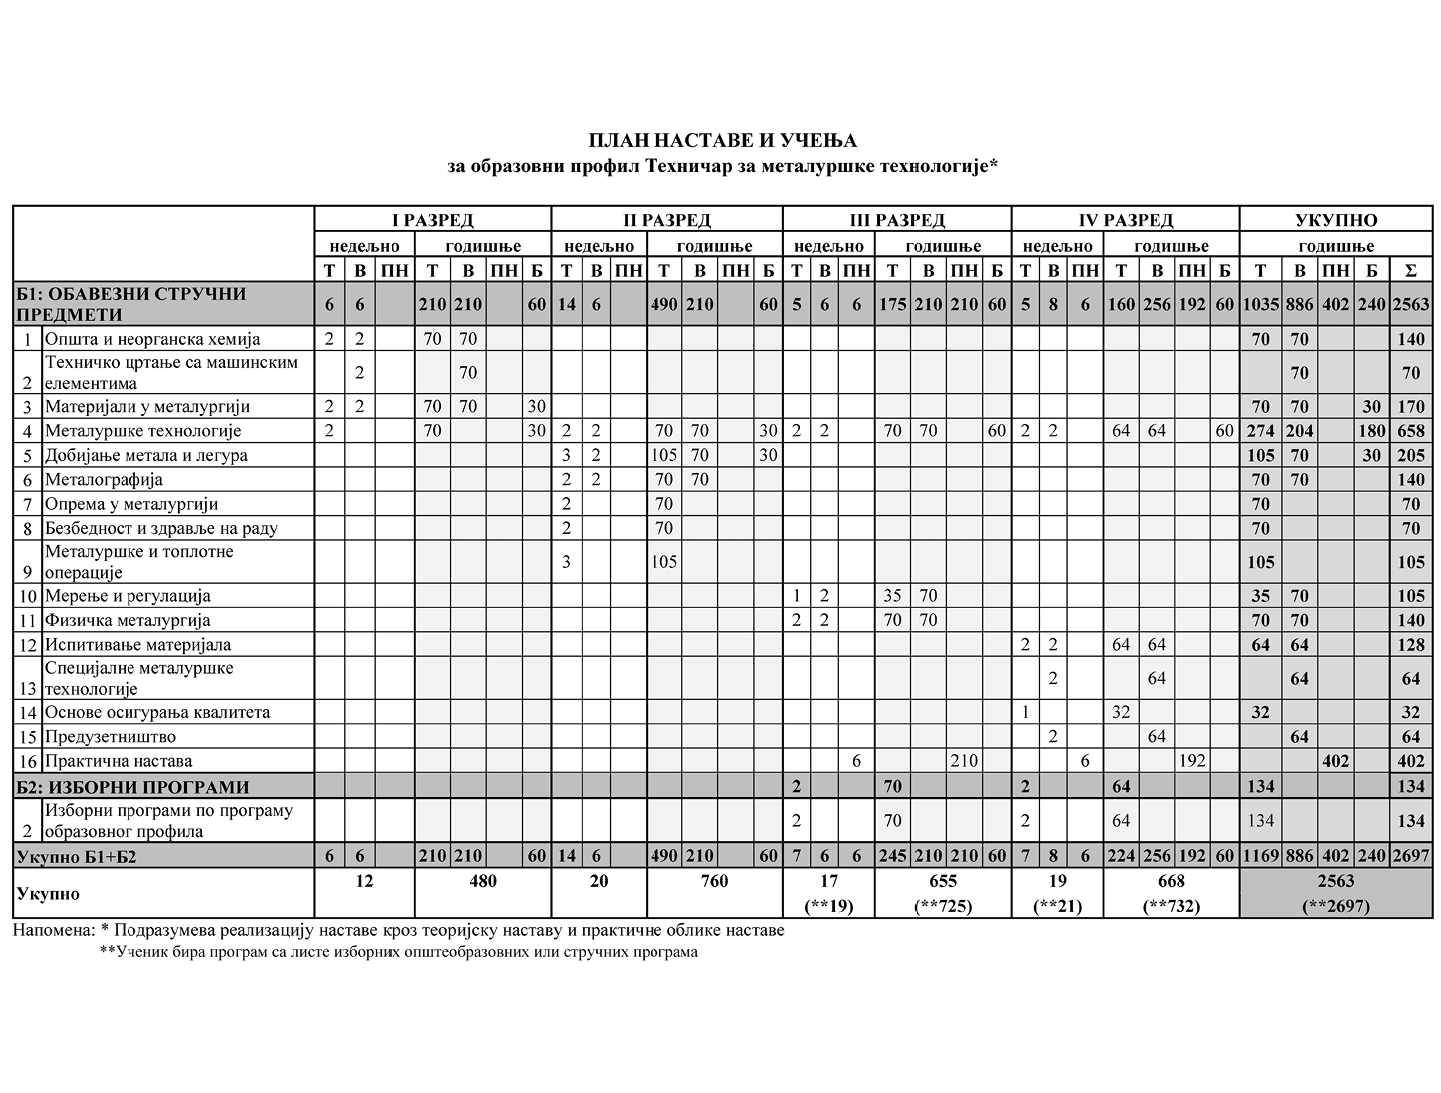 ПЛАН НАСТАВЕ И УЧЕЊА
за образовни профил Техничар за металуршке технологије*
I РАЗРЕД II РАЗРЕД III РАЗРЕД IV РАЗРЕД УКУПНО
недељно годишње недељно годишње недељно годишње недељно годишње годишње
Т В ПН Т В ПН Б Т В ПН Т В ПН Б Т В ПН Т В ПН Б Т В ПН Т В ПН Б Т В ПН Б Σ
Б1: ОБАВЕЗНИ СТРУЧНИ
ПРЕДМЕТИ 6 6 210 210 60 14 6 490 210 60 5 6 6 175 210 210 60 5 8 6 160 256 192 60 1035 886 402 240 2563
1 Општа и неорганска хемија 2 2 70 70 70 70 140
Техничко цртање са машинским
2 елементима 2 70 70 70
3 Материјали у металургији 2 2 70 70 30 70 70 30 170
4 Металуршке технологије 2 70 30 2 2 70 70 30 2 2 70 70 60 2 2 64 64 60 274 204 180 658
5 Добијање метала и легура 3 2 105 70 30 105 70 30 205
6 Металографија 2 2 70 70 70 70 140
7 Опрема у металургији 2 70 70 70
8 Безбедност и здравље на раду 2 70 70 70
Металуршке и топлотне
9 операције 3 105 105 105
10 Мерење и регулација 1 2 35 70 35 70 105
11 Физичка металургија 2 2 70 70 70 70 140
12 Испитивање материјала 2 2 64 64 64 64 128
Специјалне металуршке
13 технологије 2 64 64 64
14 Основе осигурања квалитета 1 32 32 32
15 Предузетништво 2 64 64 64
16 Практична настава 6 210 6 192 402 402
Б2: ИЗБОРНИ ПРОГРАМИ 2 70 2 64 134 134
Изборни програми по програму
2 образовног профила 2 70 2 64 134 134
Укупно Б1+Б2 6 6 210 210 60 14 6 490 210 60 7 6 6 245 210 210 60 7 8 6 224 256 192 60 1169 886 402 240 2697
Укупно 12 480 20 760 17 655 19 668 2563
(**19) (**725) (**21) (**732) (**2697)
Напомена: * Подразумева реализацију наставе кроз теоријску наставу и практичне облике наставе
**Ученик бира програм са листе изборних општеобразовних или стручних програма